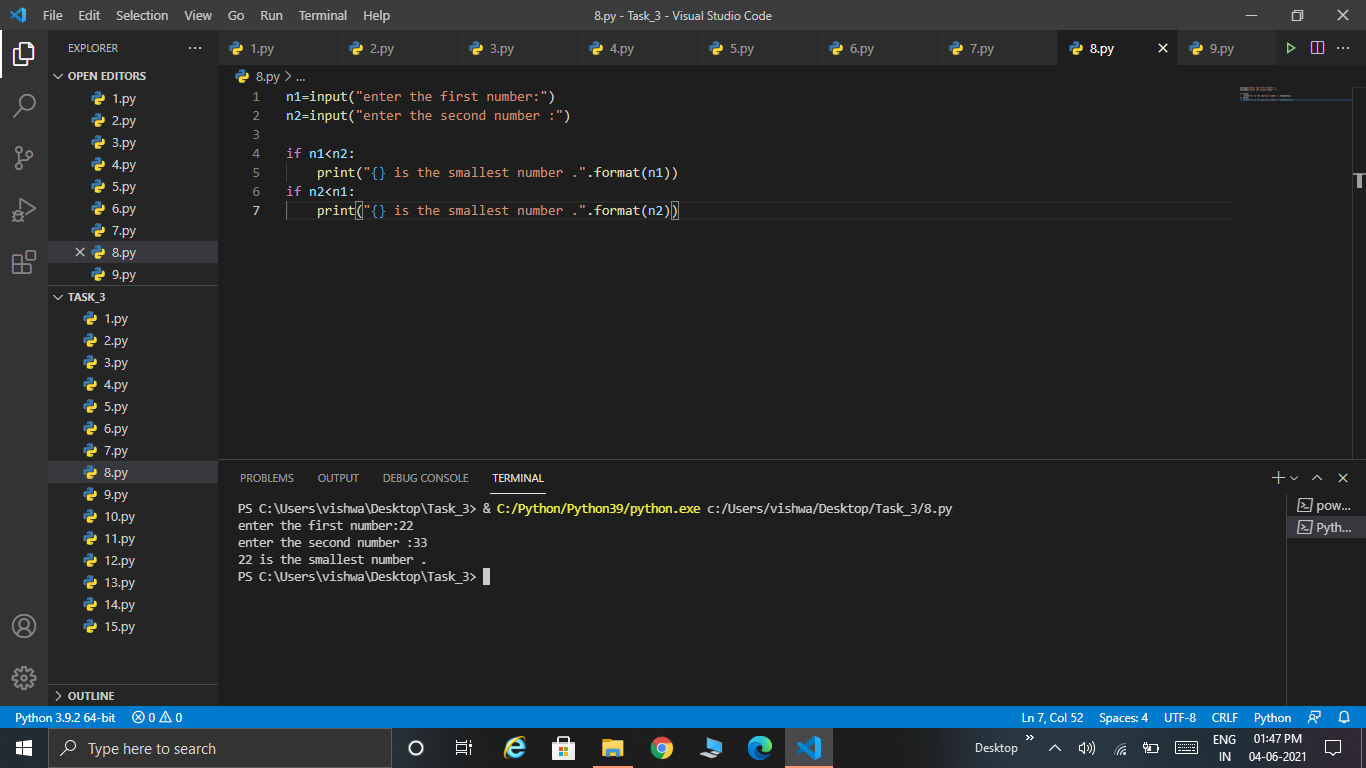 File Edit Selection View Go Run Terminal Help 8.py - Task_3 - Visual Studio Code
EXPLORER
OPEN EDITORS
1.py
2.py
3.py
4.py
5.py
6.py
7.py
8.py
9.py
TASK_3
1.py
2.py
3.py
4.py
5.py
6.py
7.py
8.py
9.py
10.py
11.py
12.py
13.py
14.py
15.py
OUTLINE
1.py 2.py 3.py 4.py 5.py 6.py 7.py 8.py 9.py
8.py > ...
1 n1=input("enter the first number:")
2 n2=input("enter the second number :")
3
4 if n1<n2:
5     print("{} is the smallest number .".format(n1))
6 if n2<n1:
7     print("{} is the smallest number .".format(n2))
PROBLEMS OUTPUT DEBUG CONSOLE TERMINAL
PS C:\Users\vishwa\Desktop\Task_3> & C:/Python/Python39/python.exe c:/Users/vishwa/Desktop/Task_3/8.py
enter the first number:22
enter the second number :33
22 is the smallest number .
PS C:\Users\vishwa\Desktop\Task_3>
pow...
Pyth...
Python 3.9.2 64-bit 0 0 Ln 7, Col 52 Spaces: 4 UTF-8 CRLF Python
Type here to search Desktop ENG IN 01:47 PM 04-06-2021